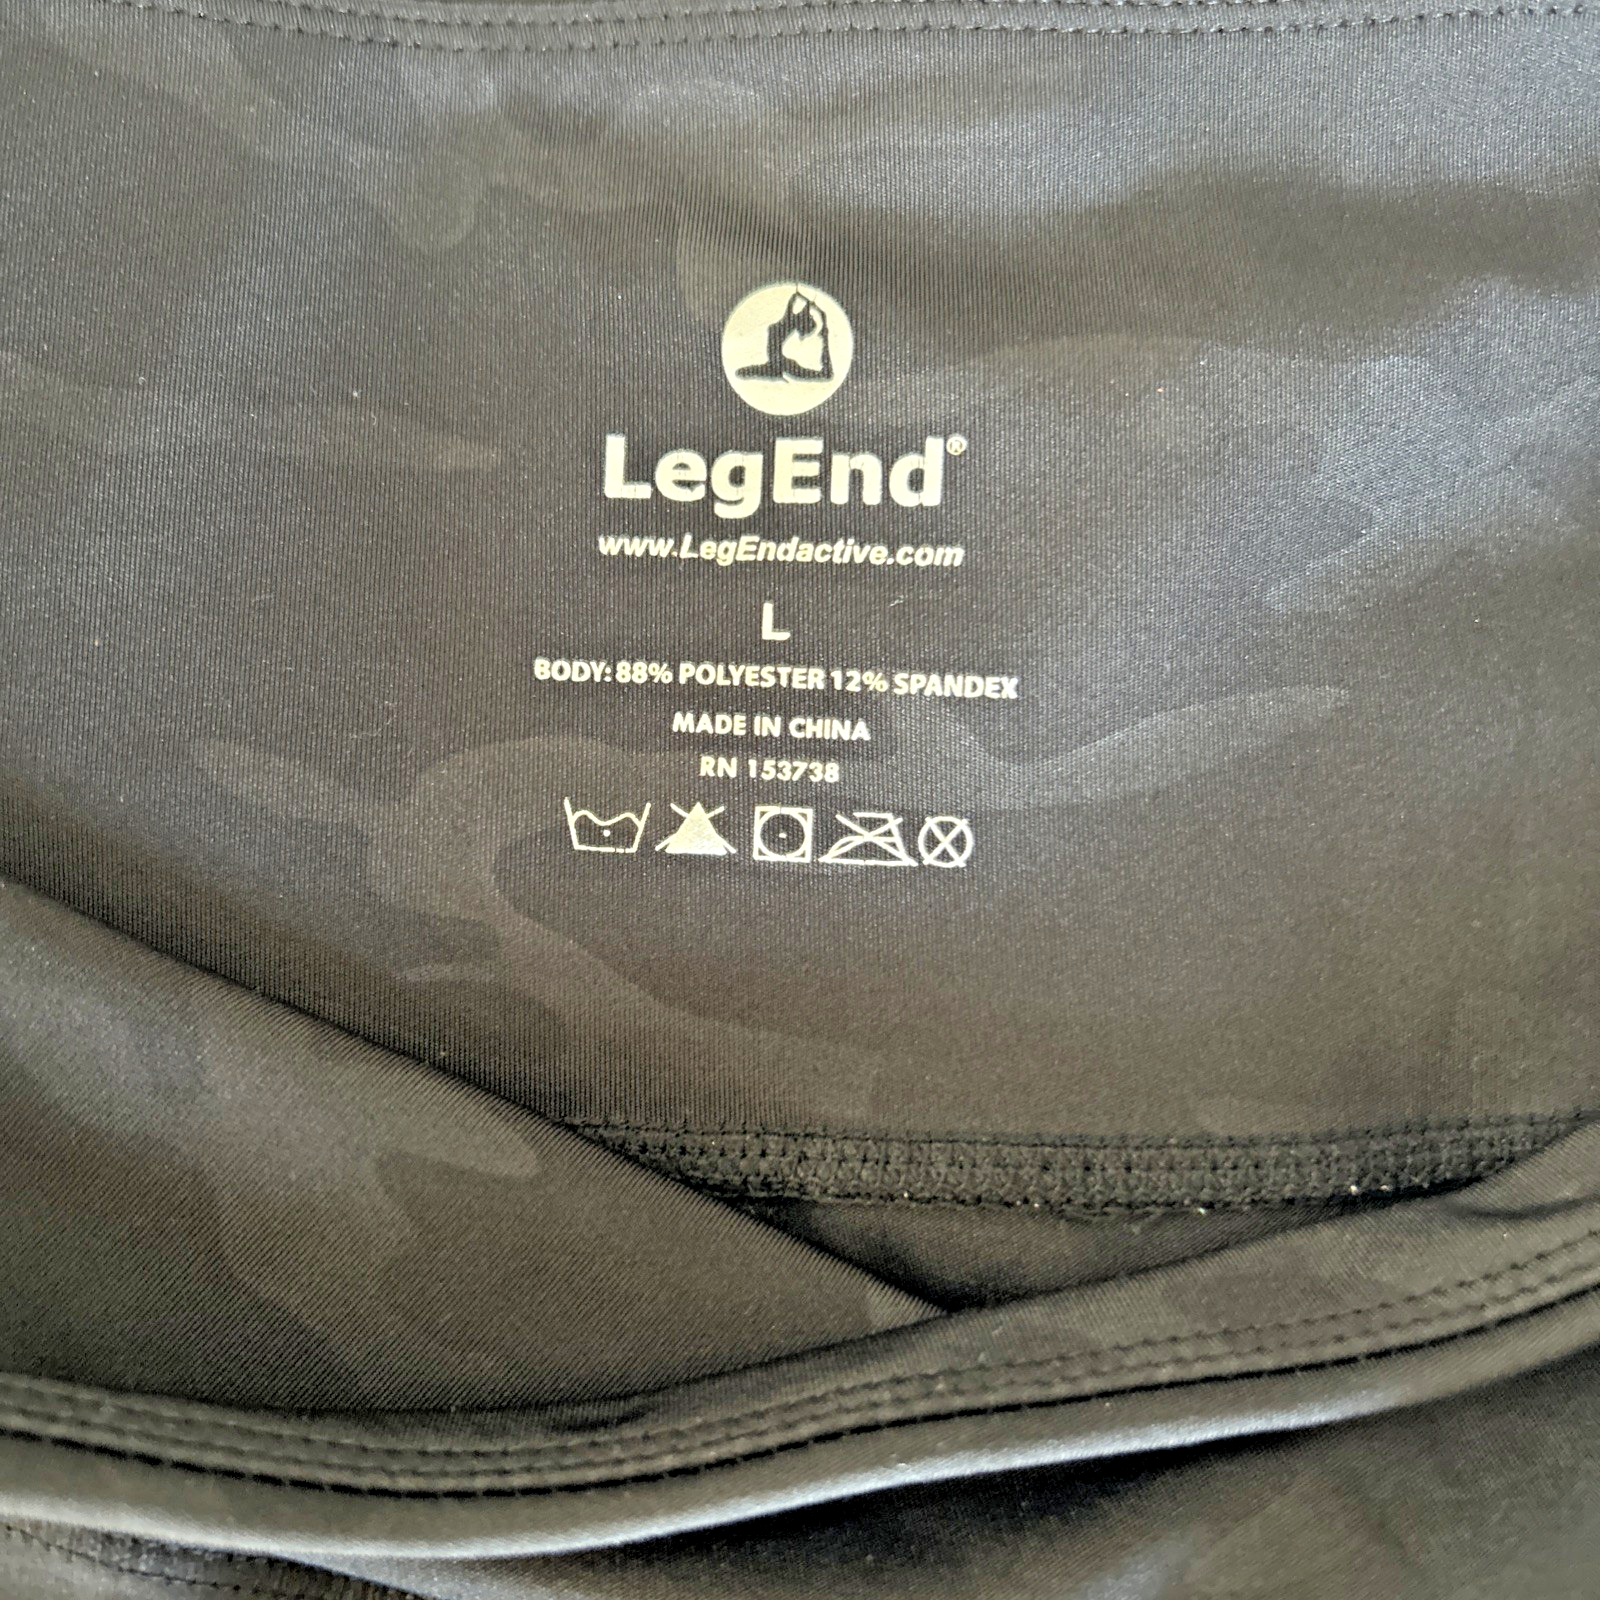 LegEnd®
www.LegEndactive.com
L
BODY: 88% POLYESTER 12% SPANDEX
MADE IN CHINA
RN 153738